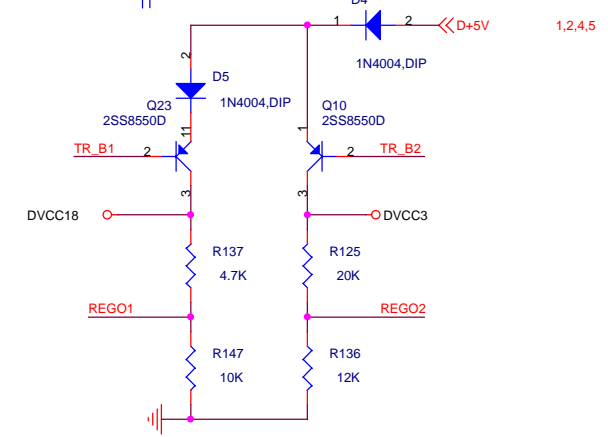 D4
1
2
D+5V
1,2,4,5
1N4004,DIP
2
D5
1N4004,DIP
Q23
2SS8550D
11
Q10
2SS8550D
1
TR_B1
2
2
TR_B2
3
3
DVCC18
DVCC3
R137
4.7K
R125
20K
REGO1
REGO2
R147
10K
R136
12K